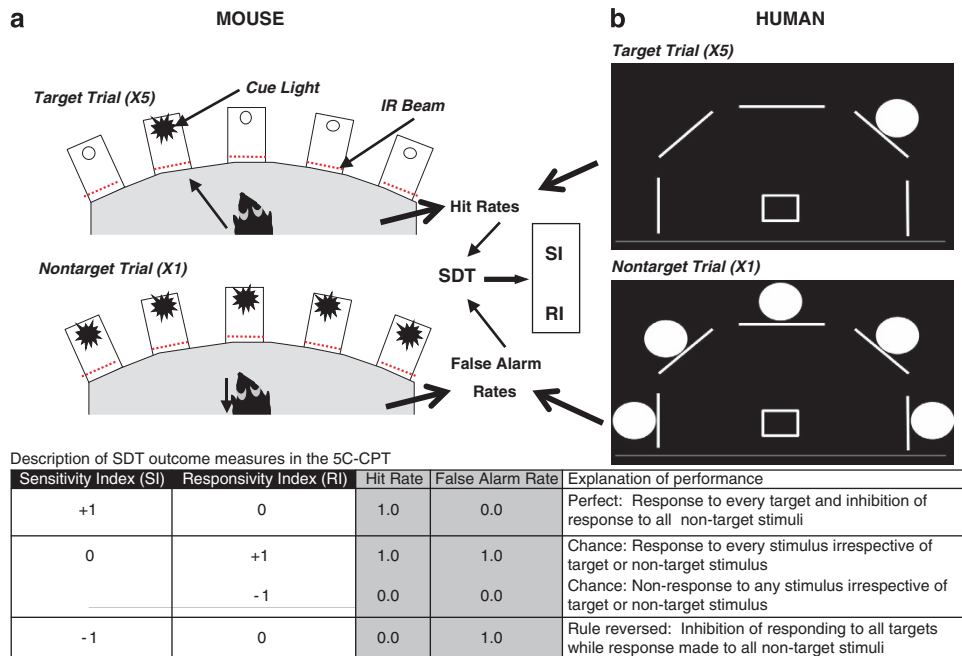 a
MOUSE
b
HUMAN
Target Trial (X5)
Cue Light
IR Beam
Hit Rates
Nontarget Trial (X1)
SDT
SI
RI
False Alarm
Rates
Target Trial (X5)
Nontarget Trial (X1)
Description of SDT outcome measures in the 5C-CPT
Sensitivity Index (SI) Responsivity Index (RI) Hit Rate False Alarm Rate Explanation of performance
+1 0 1.0 0.0 Perfect: Response to every target and inhibition of
response to all non-target stimuli
0 +1 1.0 1.0 Chance: Response to every stimulus irrespective of
target or non-target stimulus
-1 0.0 0.0 Chance: Non-response to any stimulus irrespective of
target or non-target stimulus
-1 0 0.0 1.0 Rule reversed: Inhibition of responding to all targets
while response made to all non-target stimuli